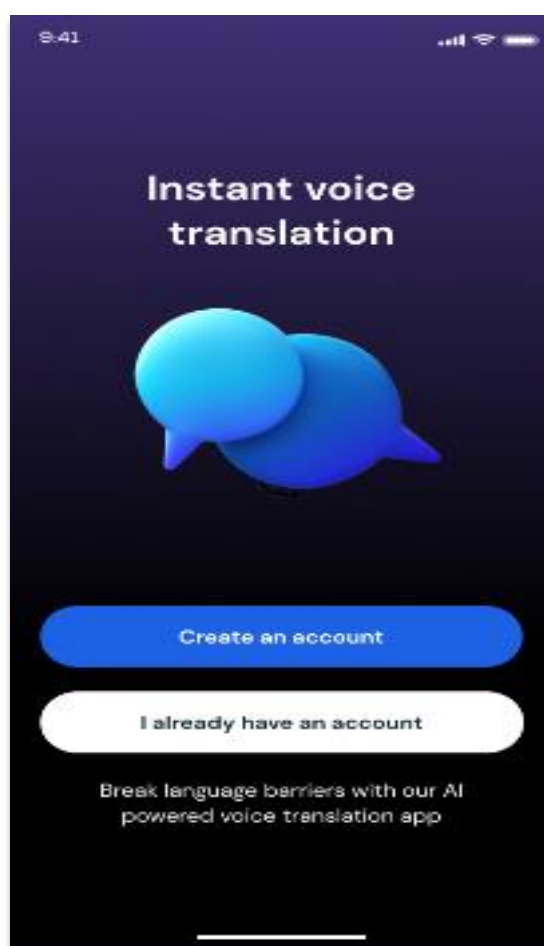 9:41
Instant voice
translation
Create an account
I already have an account
Break language barriers with our AI
powered voice translation app